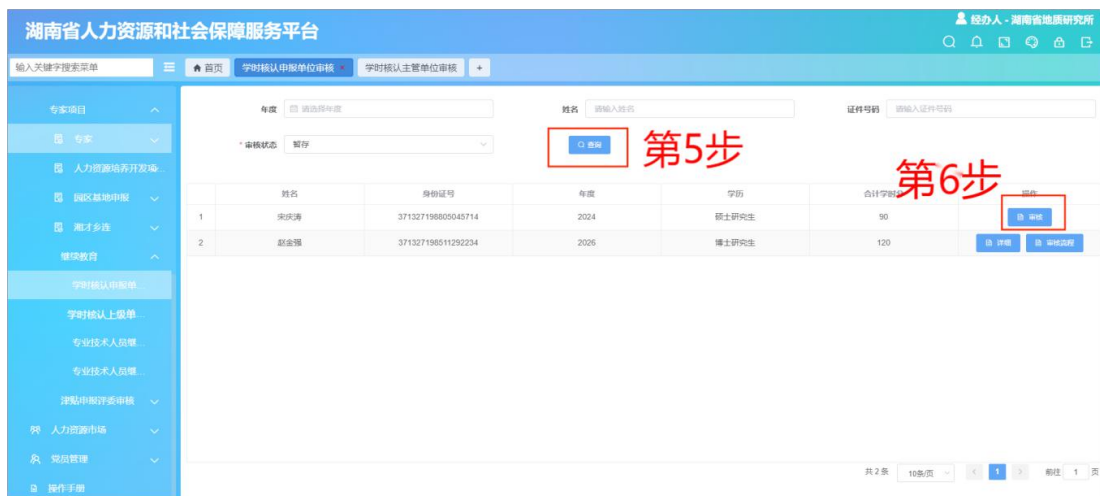 湖南省人力资源和社会保障服务平台
经办人 - 湖南省地质研究所
输入关键字搜索菜单
首页 学时核认申报单位审核 × 学时核认主管单位审核 +
专家项目
专家
人力资源培养开发项...
园区基地申报
湘才乡连
继续教育
学时核认申报单...
学时核认上级单...
专业技术人员继...
专业技术人员继...
津贴申报评委审核
人力资源市场
党员管理
操作手册
年度 请选择年度 姓名 请输入姓名 证件号码 请输入证件号码
* 审核状态 暂存 查询 第5步
第6步
姓名 身份证号 年度 学历 合计学时 操作
1 宋庆涛 371327198805045714 2024 硕士研究生 90 审核
2 赵金强 371327198511292234 2026 博士研究生 120 详细 审核流程
共 2 条 10条/页 < 1 > 前往 1 页